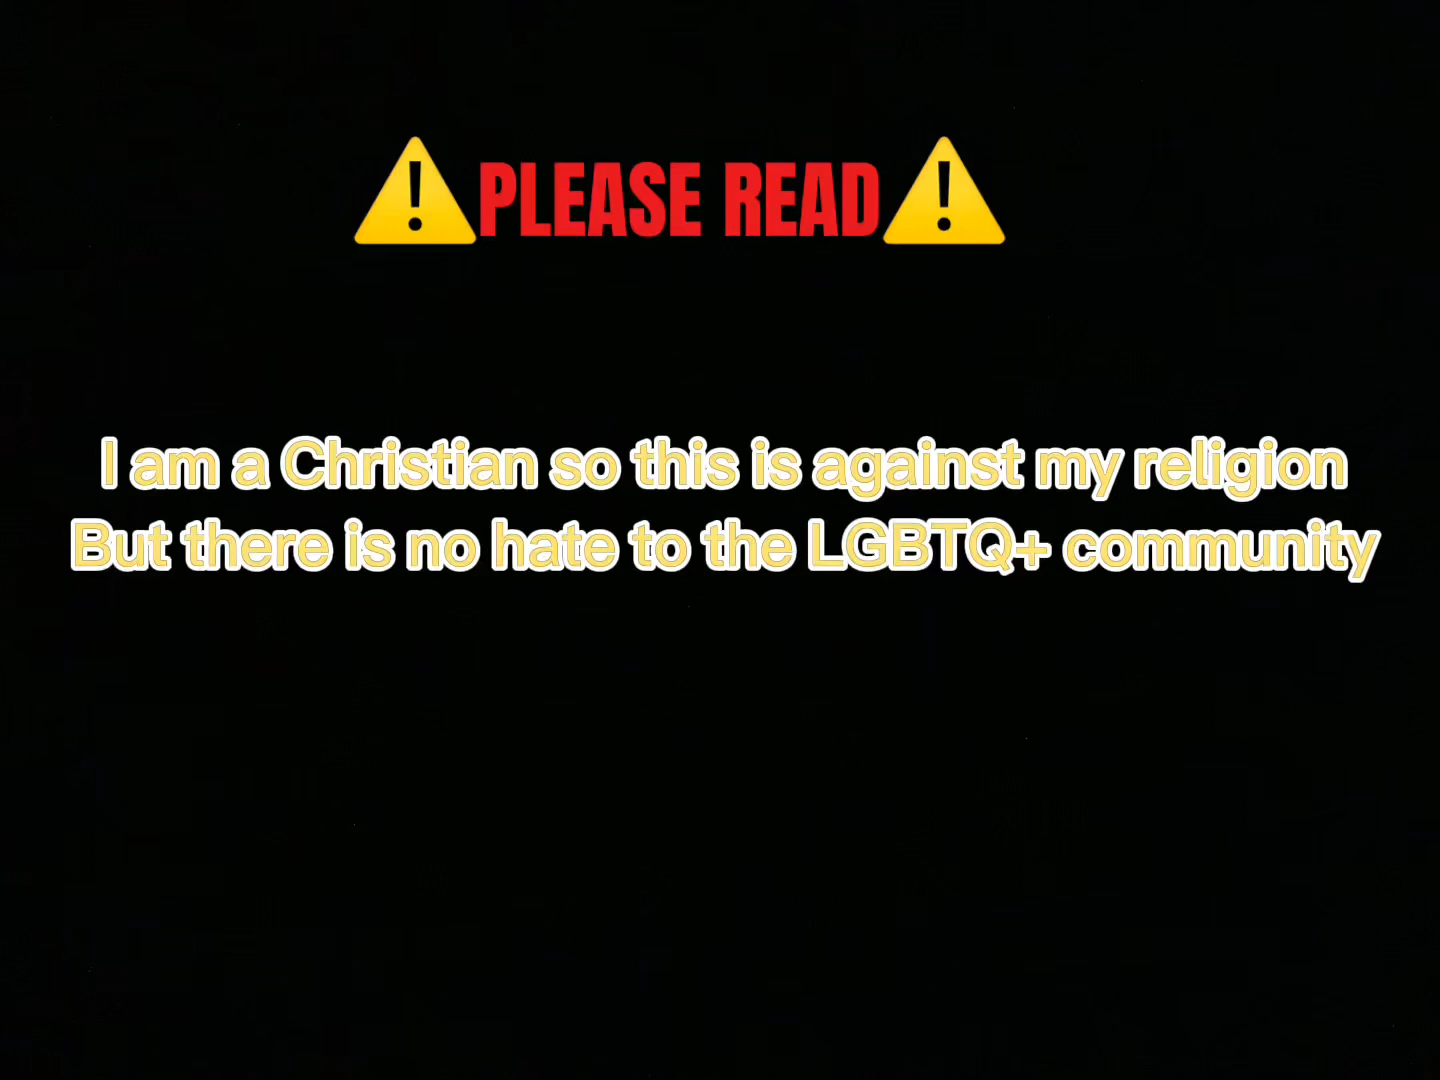 ⚠️PLEASE READ⚠️
I am a Christian so this is against my religion
But there is no hate to the LGBTQ+ community